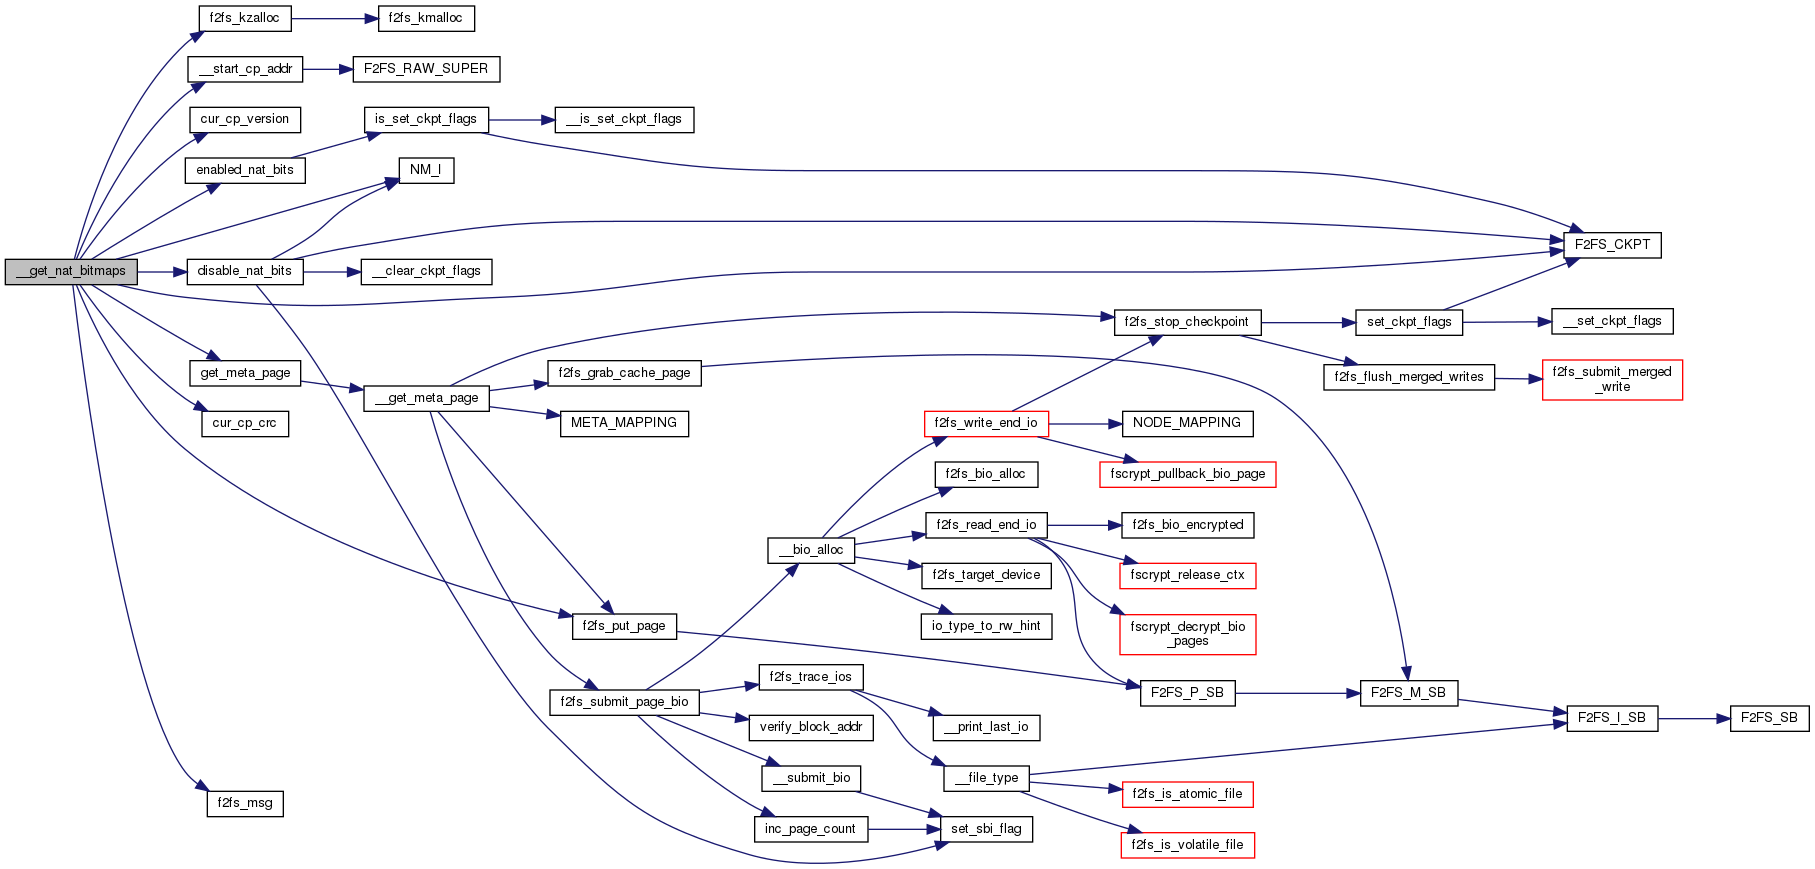 f2fs_kzalloc
f2fs_kmalloc
__start_cp_addr
F2FS_RAW_SUPER
cur_cp_version
is_set_ckpt_flags
__is_set_ckpt_flags
enabled_nat_bits
NM_I
F2FS_CKPT
__get_nat_bitmaps
disable_nat_bits
__clear_ckpt_flags
f2fs_stop_checkpoint
set_ckpt_flags
__set_ckpt_flags
get_meta_page
f2fs_grab_cache_page
f2fs_flush_merged_writes
f2fs_submit_merged
_write
__get_meta_page
cur_cp_crc
META_MAPPING
f2fs_write_end_io
NODE_MAPPING
f2fs_bio_alloc
fscrypt_pullback_bio_page
f2fs_read_end_io
f2fs_bio_encrypted
__bio_alloc
f2fs_target_device
fscrypt_release_ctx
f2fs_put_page
io_type_to_rw_hint
fscrypt_decrypt_bio
_pages
f2fs_trace_ios
F2FS_P_SB
F2FS_M_SB
f2fs_submit_page_bio
F2FS_I_SB
F2FS_SB
verify_block_addr
__print_last_io
__submit_bio
__file_type
f2fs_is_atomic_file
f2fs_msg
inc_page_count
set_sbi_flag
f2fs_is_volatile_file